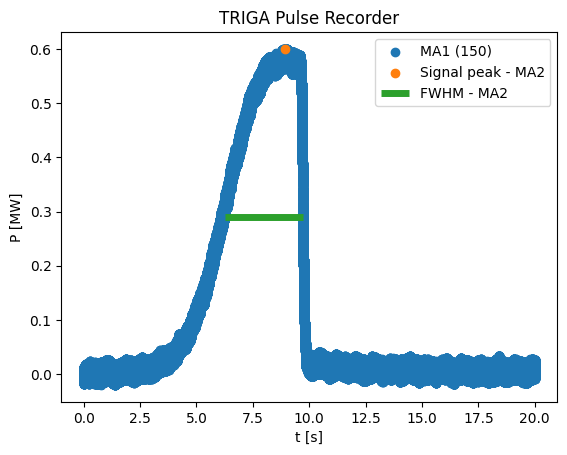 TRIGA Pulse Recorder
MA1 (150)
Signal peak - MA2
FWHM - MA2
P [MW]
0.6
0.5
0.4
0.3
0.2
0.1
0.0
0.0 2.5 5.0 7.5 10.0 12.5 15.0 17.5 20.0
t [s]